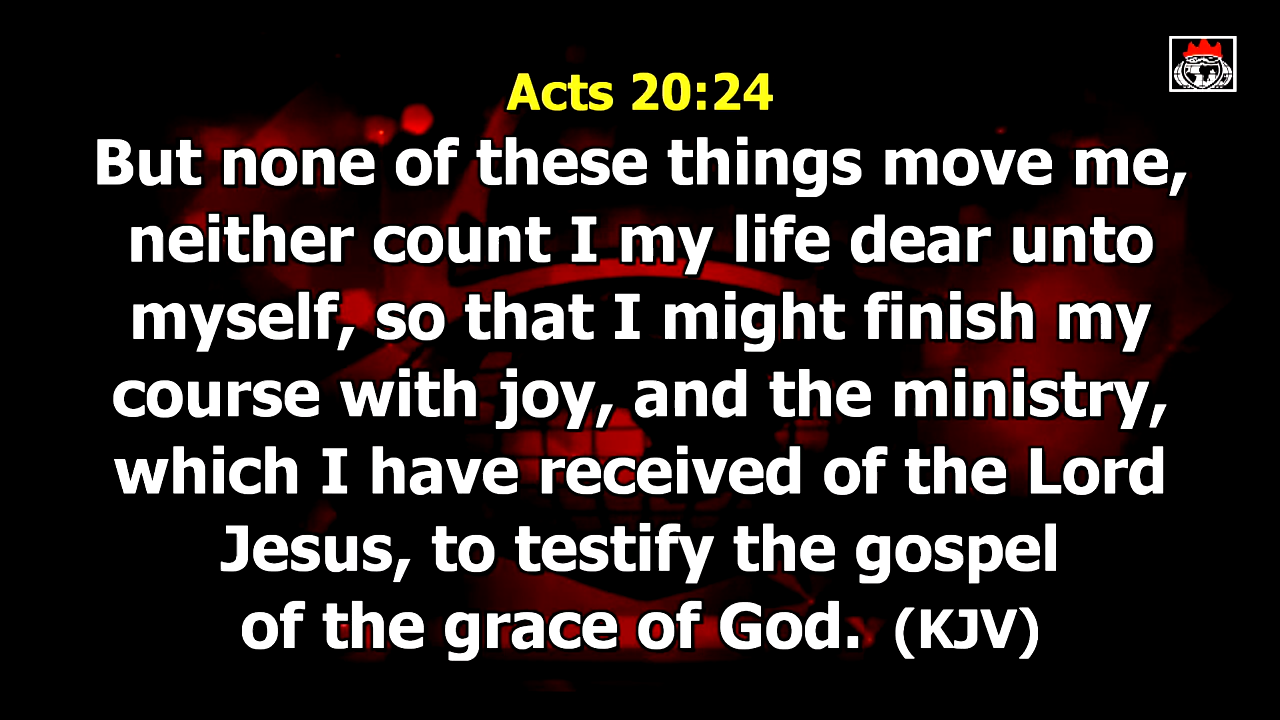 Acts 20:24
But none of these things move me,
neither count I my life dear unto
myself, so that I might finish my
course with joy, and the ministry,
which I have received of the Lord
Jesus, to testify the gospel
of the grace of God. (KJV)